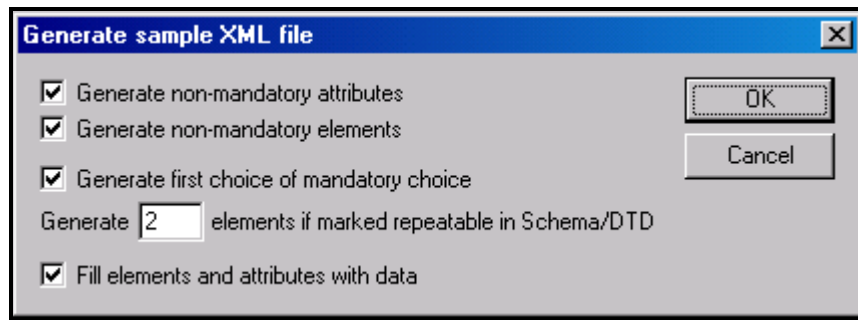 Generate sample XML file
Generate non-mandatory attributes
OK
Generate non-mandatory elements
Cancel
Generate first choice of mandatory choice
Generate 2 elements if marked repeatable in Schema/DTD
Fill elements and attributes with data